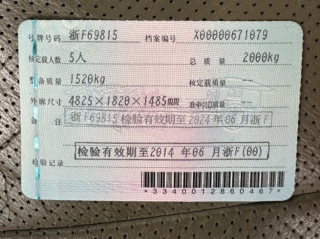 号牌号码 浙F69815 档案编号 X00000671079
核定载人数 5人 总质量 2000kg
整备质量 1520kg 核定载质量 --
外廓尺寸 4825×1820×1485mm 准牵引总质量 --
备注 浙F69815 检验有效期至2024年06月浙F
检验有效期至2014年06月浙F(00)
检验记录
*3340012860467*